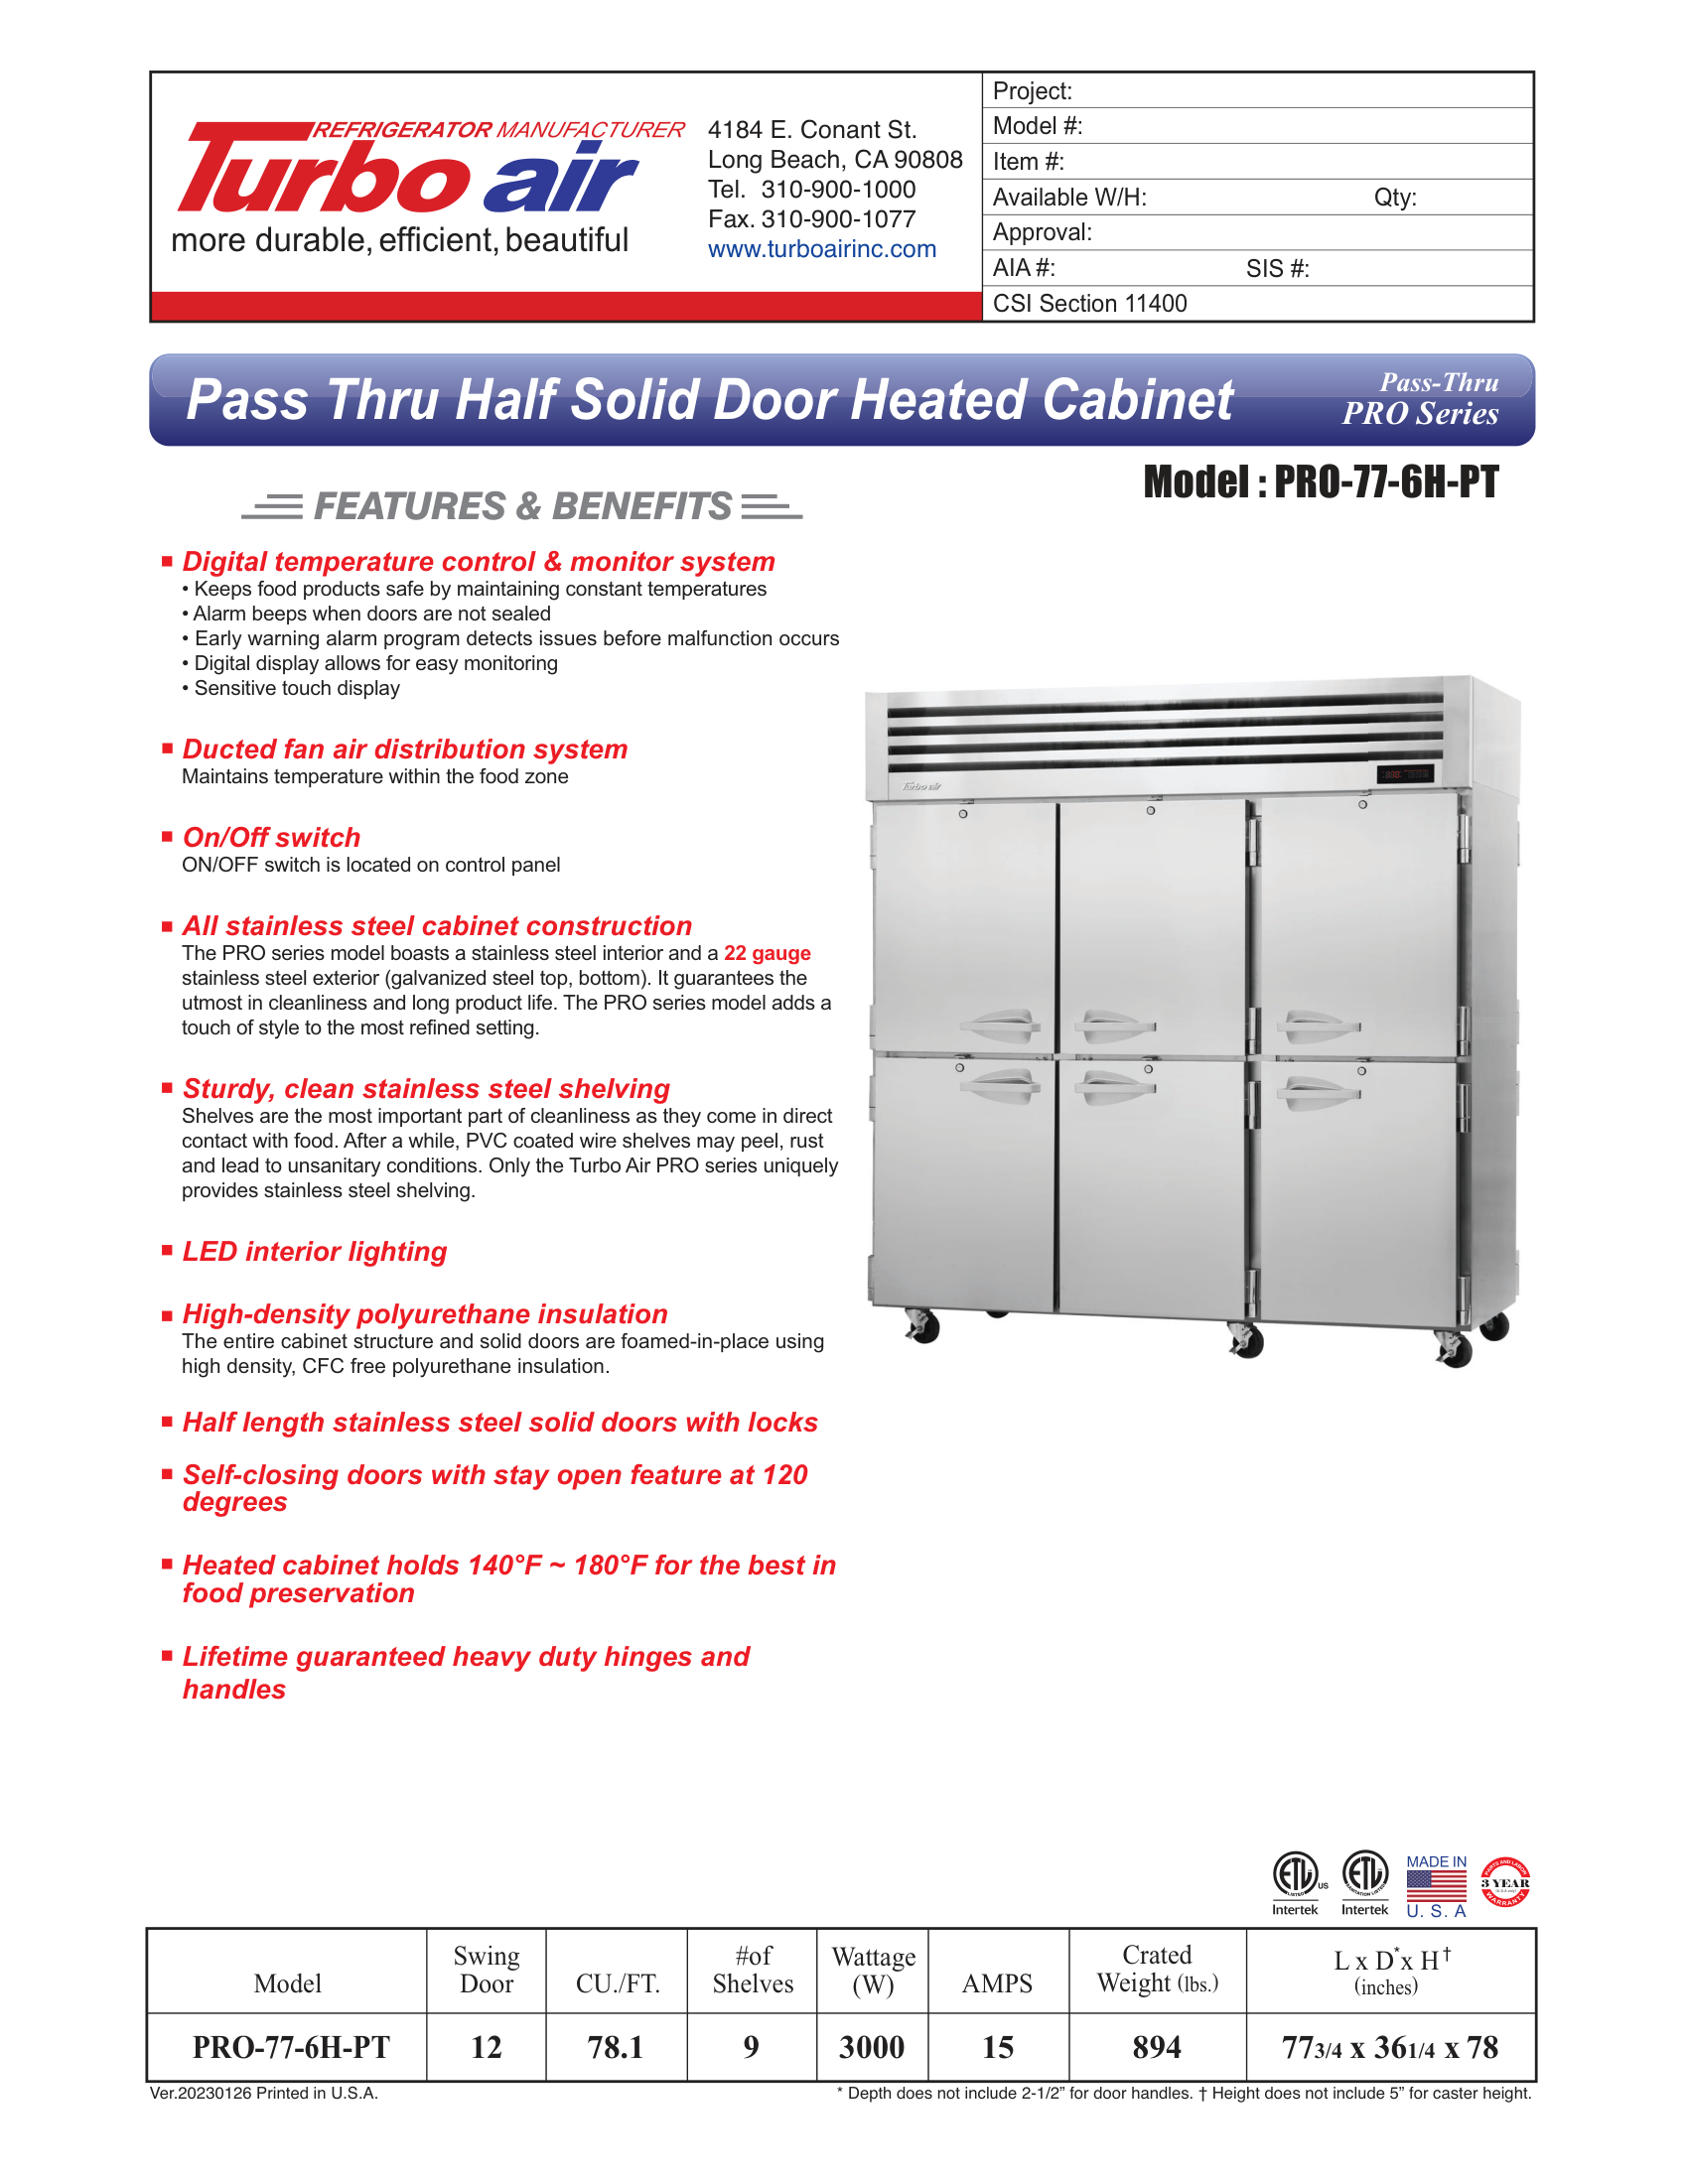 REFRIGERATOR MANUFACTURER
Turbo air
more durable, efficient, beautiful
4184 E. Conant St.
Long Beach, CA 90808
Tel. 310-900-1000
Fax. 310-900-1077
www.turboairinc.com
Project:
Model #:
Item #:
Available W/H: Qty:
Approval:
AIA #: SIS #:
CSI Section 11400
Pass Thru Half Solid Door Heated Cabinet
Pass-Thru
PRO Series
Model : PRO-77-6H-PT
FEATURES & BENEFITS
Digital temperature control & monitor system
• Keeps food products safe by maintaining constant temperatures
• Alarm beeps when doors are not sealed
• Early warning alarm program detects issues before malfunction occurs
• Digital display allows for easy monitoring
• Sensitive touch display
Ducted fan air distribution system
Maintains temperature within the food zone
On/Off switch
ON/OFF switch is located on control panel
All stainless steel cabinet construction
The PRO series model boasts a stainless steel interior and a 22 gauge
stainless steel exterior (galvanized steel top, bottom). It guarantees the
utmost in cleanliness and long product life. The PRO series model adds a
touch of style to the most refined setting.
Sturdy, clean stainless steel shelving
Shelves are the most important part of cleanliness as they come in direct
contact with food. After a while, PVC coated wire shelves may peel, rust
and lead to unsanitary conditions. Only the Turbo Air PRO series uniquely
provides stainless steel shelving.
LED interior lighting
High-density polyurethane insulation
The entire cabinet structure and solid doors are foamed-in-place using
high density, CFC free polyurethane insulation.
Half length stainless steel solid doors with locks
Self-closing doors with stay open feature at 120
degrees
Heated cabinet holds 140°F ~ 180°F for the best in
food preservation
Lifetime guaranteed heavy duty hinges and
handles
Turbo air
ETL
LISTED
US
Intertek
ETL
SANITATION LISTED
Intertek
MADE IN
U. S. A
PARTS AND LABOR
3 YEAR
WARRANTY
Model
Swing
Door
CU./FT.
#of
Shelves
Wattage
(W)
AMPS
Crated
Weight (lbs.)
L x D* x H†
(inches)
PRO-77-6H-PT 12 78.1 9 3000 15 894 773/4 x 361/4 x 78
Ver.20230126 Printed in U.S.A.
* Depth does not include 2-1/2” for door handles. † Height does not include 5” for caster height.